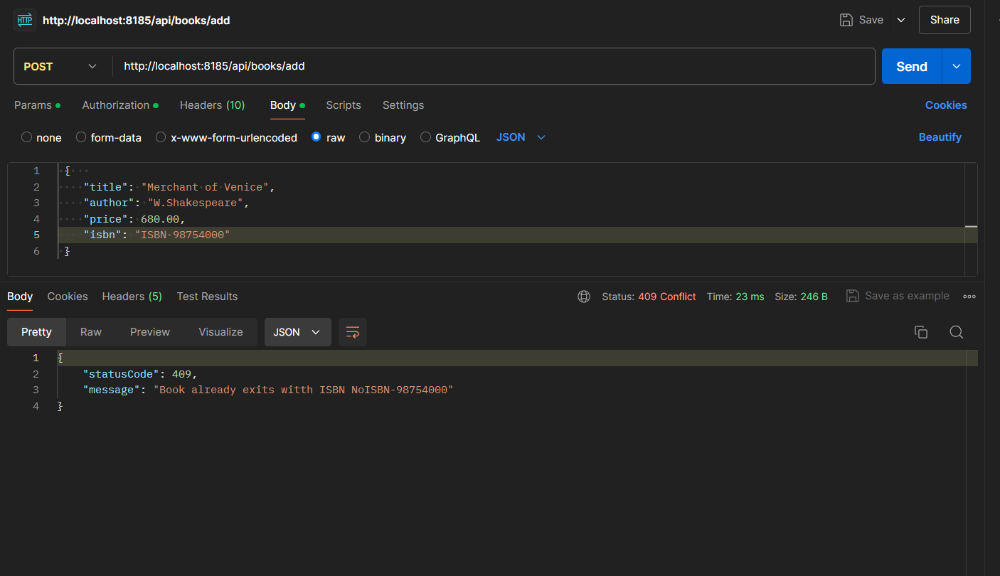 HTTP http://localhost:8185/api/books/add Save Share
POST http://localhost:8185/api/books/add Send
Params Authorization Headers (10) Body Scripts Settings Cookies
none form-data x-www-form-urlencoded raw binary GraphQL JSON Beautify
1 {
2 "title": "Merchant of Venice",
3 "author": "W.Shakespeare",
4 "price": 680.00,
5 "isbn": "ISBN-98754000"
6 }
Body Cookies Headers (5) Test Results Status: 409 Conflict Time: 23 ms Size: 246 B Save as example
Pretty Raw Preview Visualize JSON
1 {
2 "statusCode": 409,
3 "message": "Book already exits witth ISBN NoISBN-98754000"
4 }